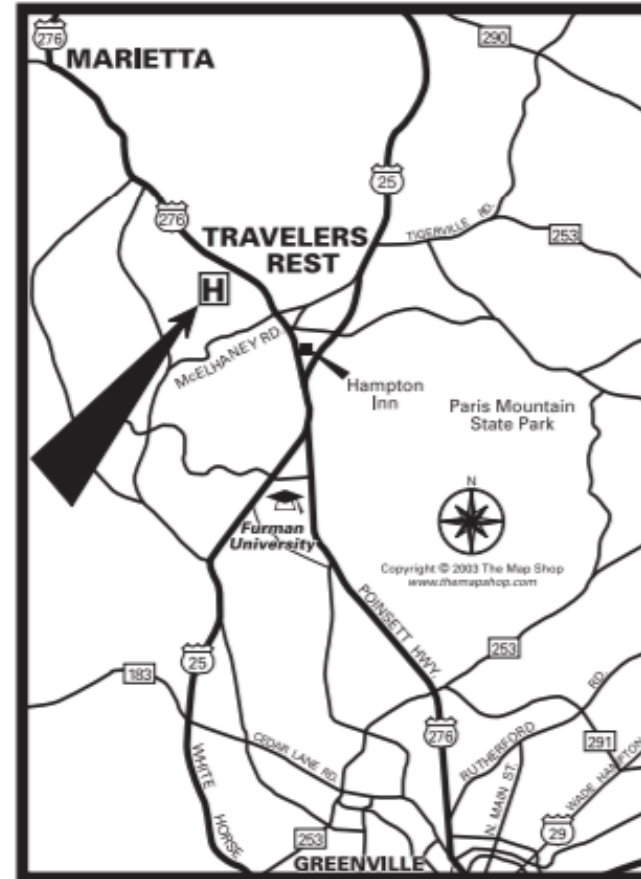 276
MARIETTA
290
25
276
TRAVELERS
REST
TIGERVILLE RD.
253
H
McELHANEY RD.
Hampton
Inn
Paris Mountain
State Park
N
Furman
University
Copyright © 2003 The Map Shop
www.themapshop.com
POINSETT HWY.
253
25
183
276
RUTHERFORD RD.
291
CEDAR LANE RD.
N. MAIN ST.
WADE HAMPTON
WHITE HORSE
29
253
GREENVILLE